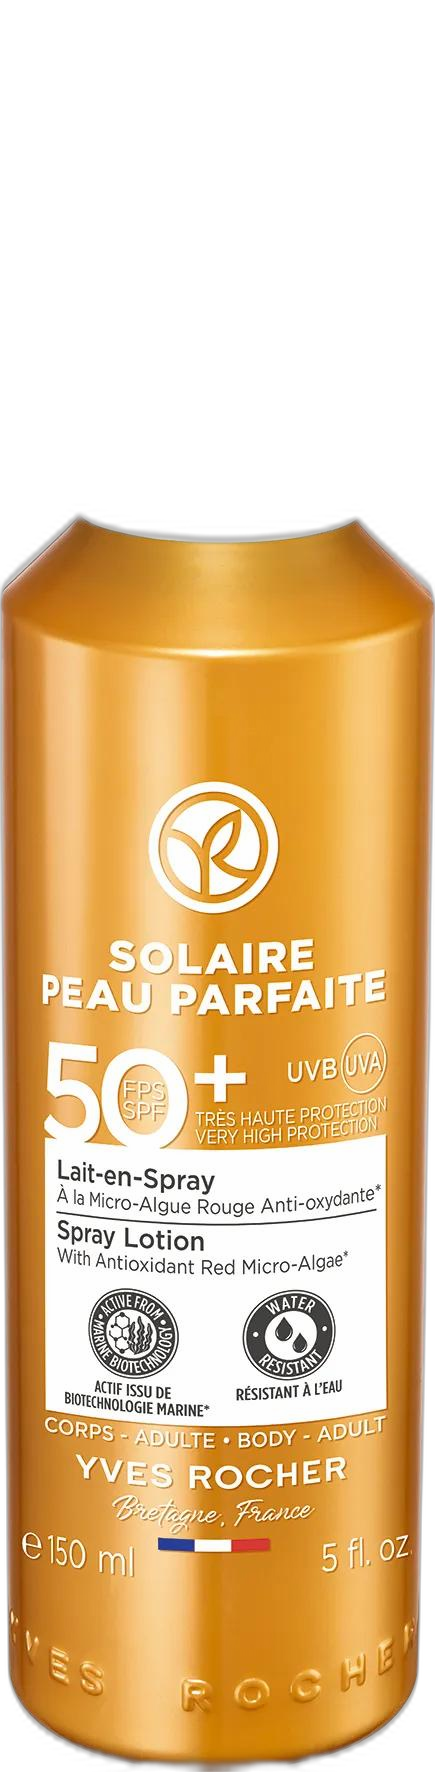 SOLAIRE
PEAU PARFAITE
50+
FPS
SPF
UVB UVA
TRÈS HAUTE PROTECTION
VERY HIGH PROTECTION
Lait-en-Spray
À la Micro-Algue Rouge Anti-oxydante*
Spray Lotion
With Antioxidant Red Micro-Algae*
ACTIVE FROM • MARINE BIOTECHNOLOGY •
WATER RESISTANT
ACTIF ISSU DE
BIOTECHNOLOGIE MARINE*
RÉSISTANT À L'EAU
CORPS - ADULTE • BODY - ADULT
YVES ROCHER
Bretagne, France
℮ 150 ml
5 fl. oz.
YVES ROCHER